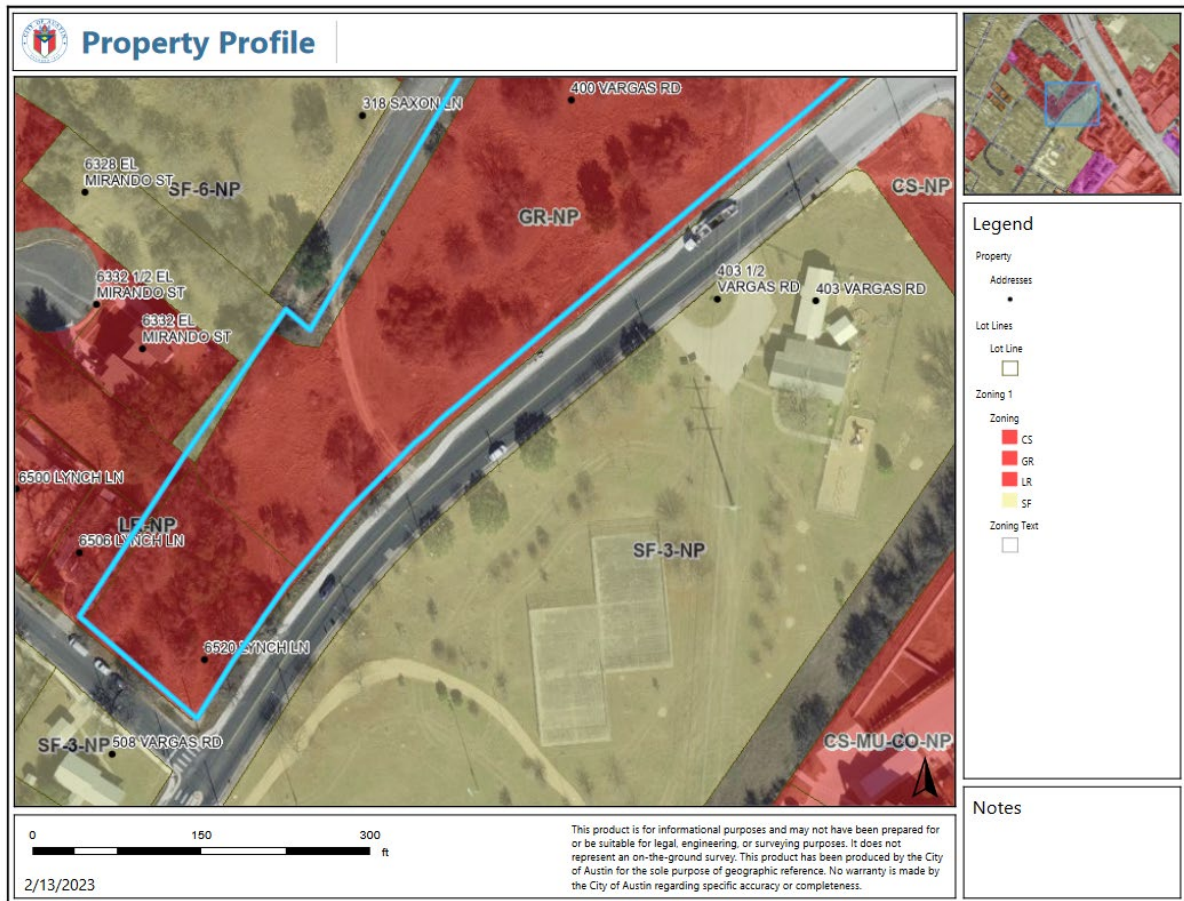 Property Profile
400 VARGAS RD
318 SAXON LN
6328 EL
MIRANDO ST
SF-6-NP
CS-NP
GR-NP
6332 1/2 EL
MIRANDO ST
403 1/2
VARGAS RD
403 VARGAS RD
6332 EL
MIRANDO ST
6500 LYNCH LN
LR-NP
6506 LYNCH LN
SF-3-NP
6520 LYNCH LN
SF-3-NP
508 VARGAS RD
CS-MU-CO-NP
Legend
Property
Addresses
Lot Lines
Lot Line
Zoning 1
Zoning
CS
GR
LR
SF
Zoning Text
Notes
0 150 300
ft
2/13/2023
This product is for informational purposes and may not have been prepared for
or be suitable for legal, engineering, or surveying purposes. It does not
represent an on-the-ground survey. This product has been produced by the City
of Austin for the sole purpose of geographic reference. No warranty is made by
the City of Austin regarding specific accuracy or completeness.